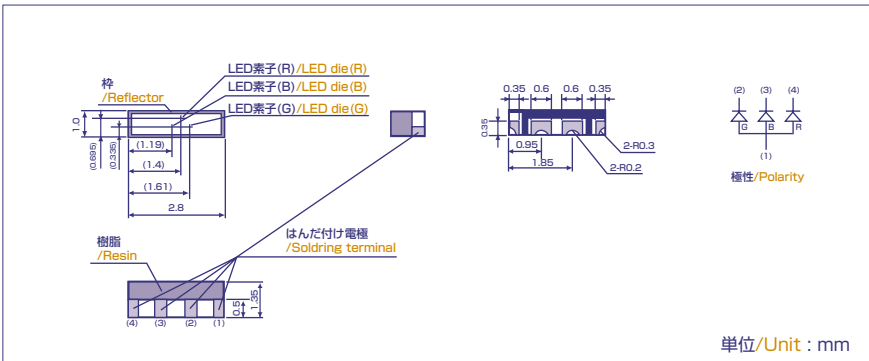 LED素子(R)/LED die(R)
LED素子(B)/LED die(B)
LED素子(G)/LED die(G)
枠
/Reflector
1.0
(0.695)
(0.335)
(1.19)
(1.4)
(1.61)
2.8
樹脂
/Resin
はんだ付け電極
/Soldring terminal
(4) (3) (2) (1)
0.5
1.35
0.35 0.6 0.6 0.35
0.35
0.95
1.85
2-R0.3
2-R0.2
(2) (3) (4)
G B R
(1)
極性/Polarity
単位/Unit : mm